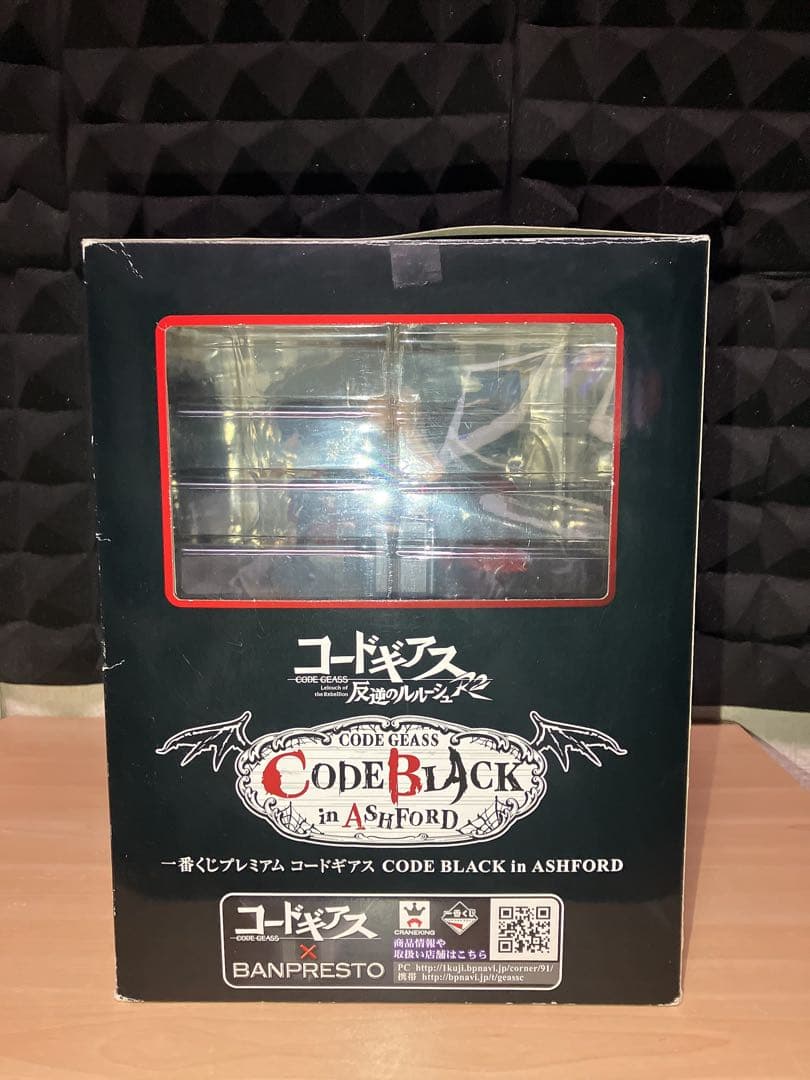 コードギアス
CODE GEASS
Lelouch of
the Rebellion
反逆のルルーシュR2
CODE GEASS
CODE BLACK
in ASHFORD
一番くじプレミアム コードギアス CODE BLACK in ASHFORD
コードギアス
CODE GEASS
×
BANPRESTO
CRANEKING
一番くじ
商品情報や
取扱い店舗はこちら
PC http://1kuji.bpnavi.jp/corner/91/
携帯 http://bpnavi.jp/t/geassc